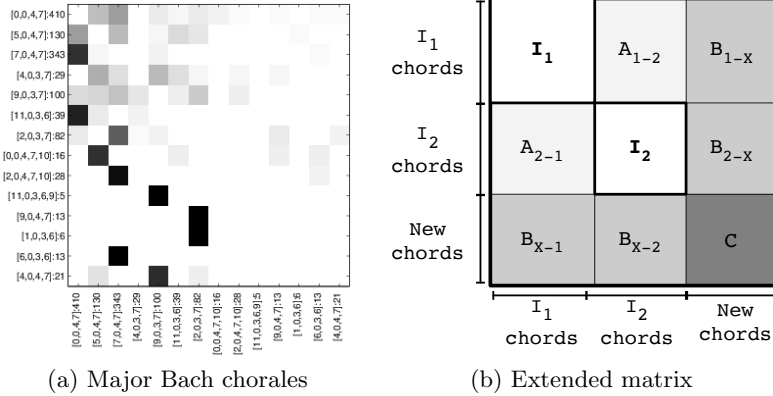 [0,0,4,7]:410
[5,0,4,7]:130
[7,0,4,7]:343
[4,0,3,7]:29
[9,0,3,7]:100
[11,0,3,6]:39
[2,0,3,7]:82
[0,0,4,7,10]:16
[2,0,4,7,10]:28
[11,0,3,6,9]:5
[9,0,4,7]:13
[1,0,3,6]:6
[6,0,3,6]:13
[4,0,4,7]:21
[0,0,4,7]:410
[5,0,4,7]:130
[7,0,4,7]:343
[4,0,3,7]:29
[9,0,3,7]:100
[11,0,3,6]:39
[2,0,3,7]:82
[0,0,4,7,10]:16
[2,0,4,7,10]:28
[11,0,3,6,9]:5
[9,0,4,7]:13
[1,0,3,6]:6
[6,0,3,6]:13
[4,0,4,7]:21
(a) Major Bach chorales
I1 chords
I2 chords
New chords
I1 A1-2 B1-X
A2-1 I2 B2-X
BX-1 BX-2 C
I1 I2 New
chords chords chords
(b) Extended matrix